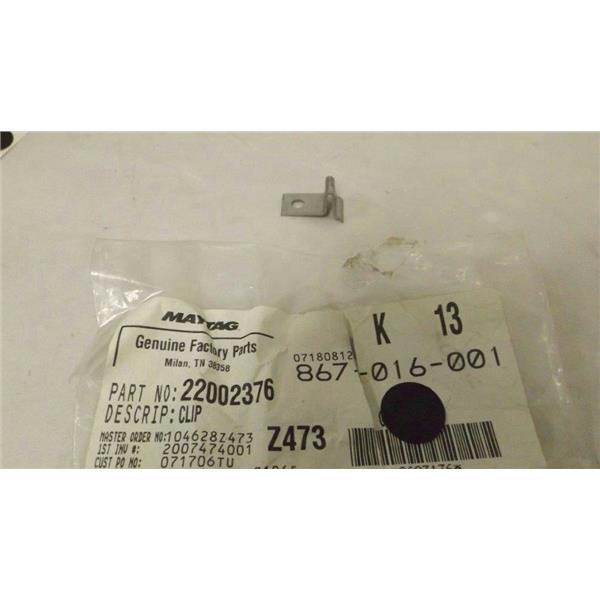 MAYTAG
Genuine Factory Parts
Milan, TN 38358
K 13
07180812
867-016-001
PART NO: 22002376
DESCRIP: CLIP
MASTER ORDER NO: 104628Z473
Z473
1ST INV #: 2007474001
CUST PO NO: 071706TU